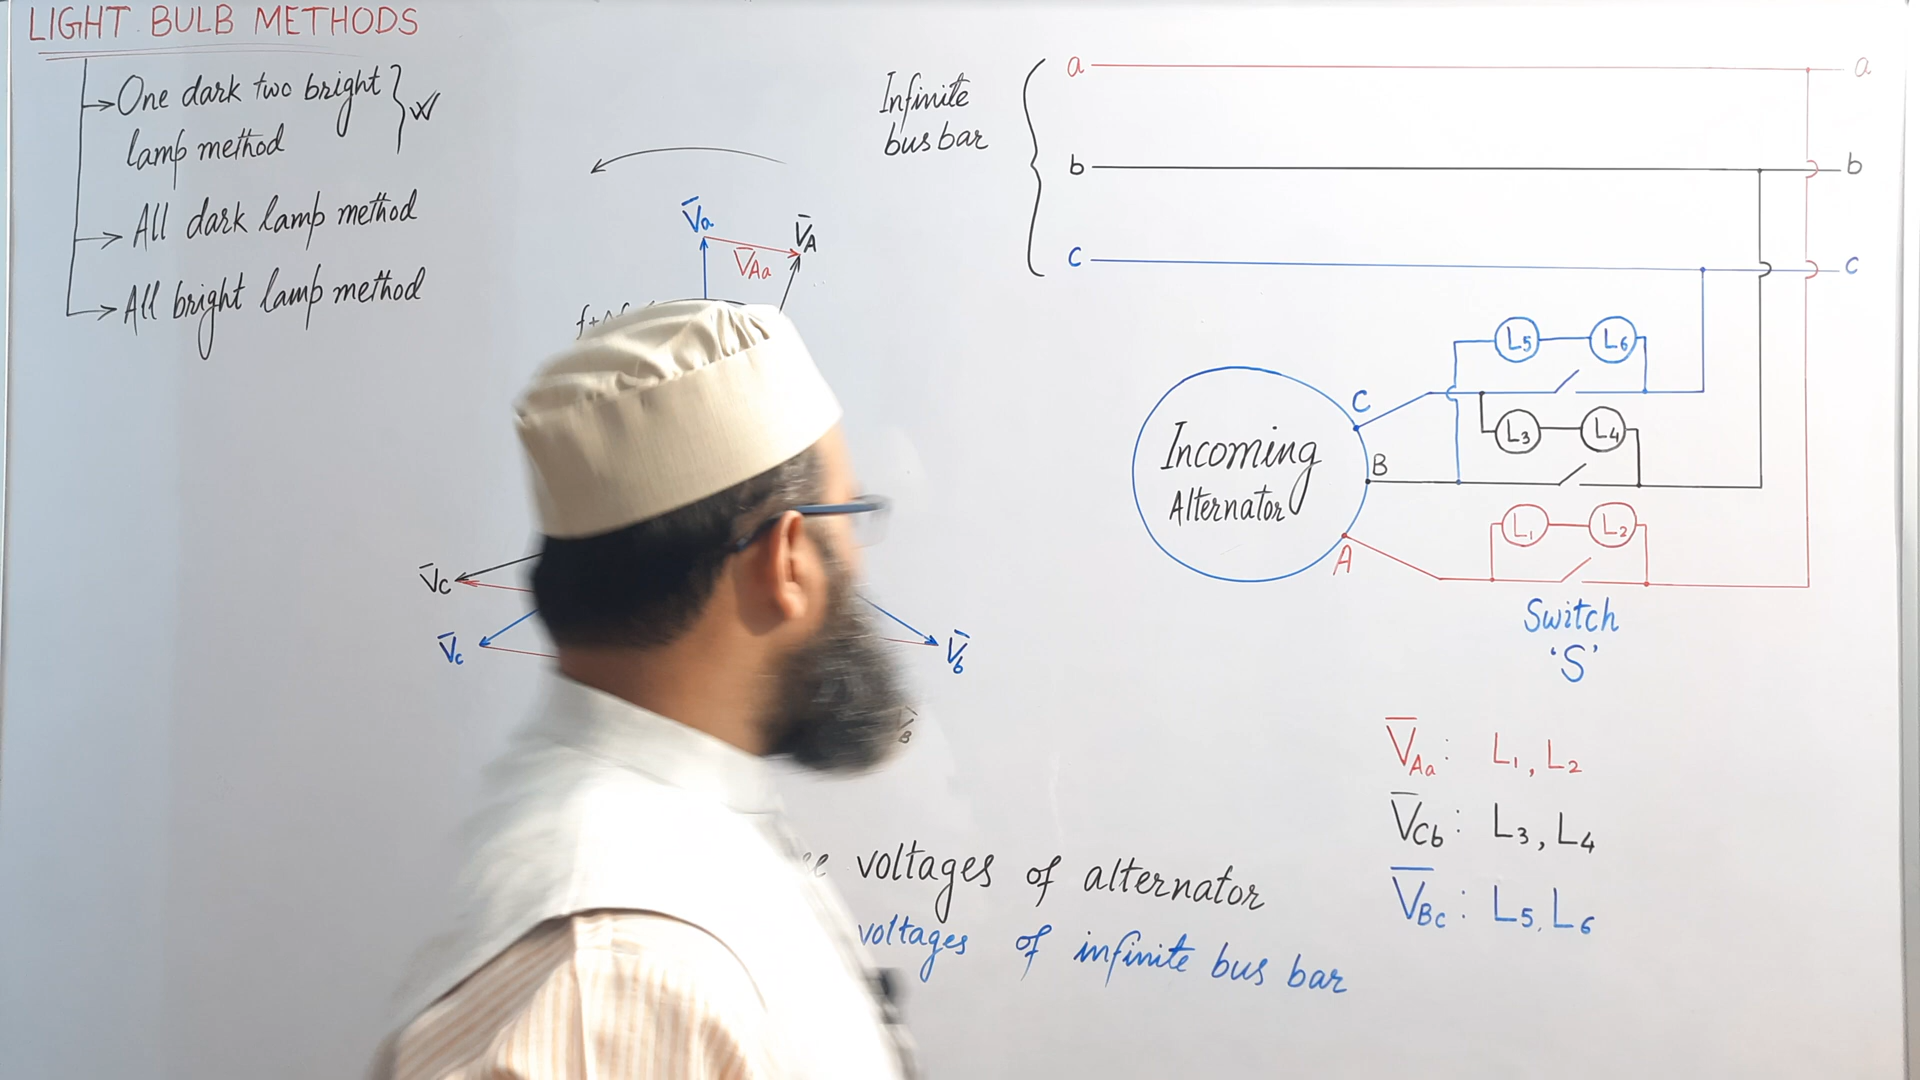 LIGHT BULB METHODS
One dark two bright
lamp method
All dark lamp method
All bright lamp method
V̅a
V̅A
V̅Aa
V̅c
V̅c
V̅b
V̅B
Infinite
bus bar
a a
b b
c c
L5 L6
C
L3 L4
B
Incoming
Alternator
L1 L2
A
Switch
'S'
V̅Aa : L1, L2
V̅Cb : L3, L4
V̅Bc : L5, L6
voltages of alternator
voltages of infinite bus bar